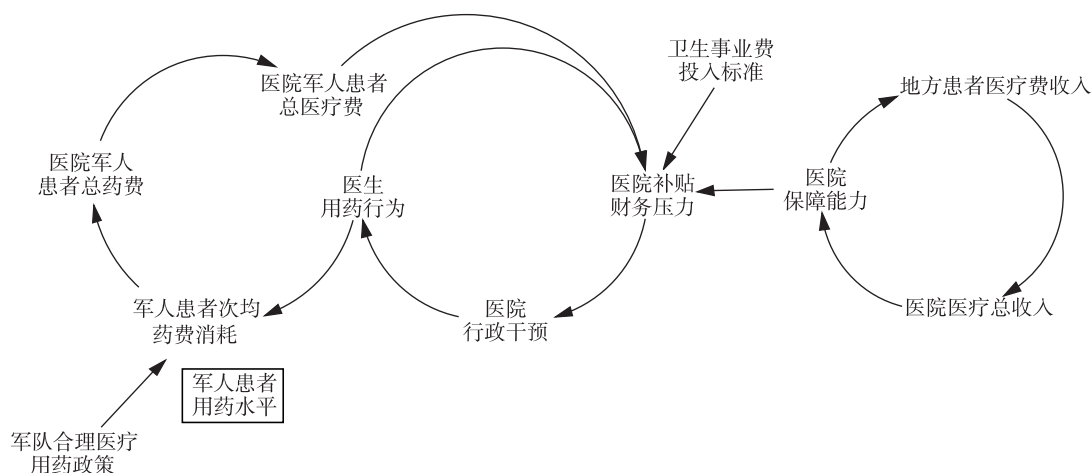 医院军人患者
总医疗费
卫生事业费
投入标准
地方患者医疗费收入
医院军人
患者总药费
医生
用药行为
医院补贴
财务压力
医院
保障能力
军人患者次均
药费消耗
医院
行政干预
医院医疗总收入
军人患者
用药水平
军队合理医疗
用药政策